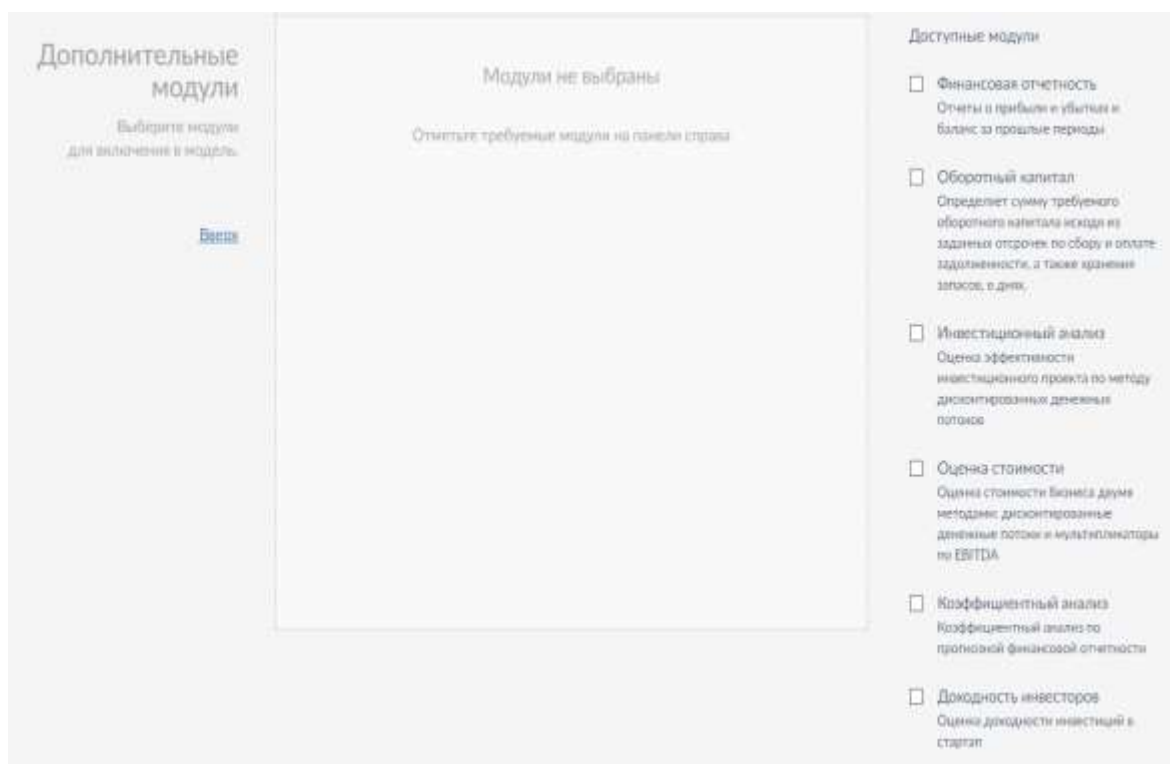 Дополнительные
модули
Выберите модули
для включения в модель.
Вверх
Модули не выбраны
Отметьте требуемые модули на панели справа
Доступные модули
Финансовая отчетность
Отчеты о прибыли и убытках и
баланс за прошлые периоды
Оборотный капитал
Определяет сумму требуемого
оборотного капитала исходя из
заданных отсрочек по сбору и оплате
задолженности, а также хранения
запасов, в днях.
Инвестиционный анализ
Оценка эффективности
инвестиционного проекта по методу
дисконтированных денежных
потоков
Оценка стоимости
Оценка стоимости бизнеса двумя
методами: дисконтированные
денежные потоки и мультипликаторы
по EBITDA
Коэффициентный анализ
Коэффициентный анализ по
прогнозной финансовой отчетности
Доходность инвесторов
Оценка доходности инвестиций в
стартап